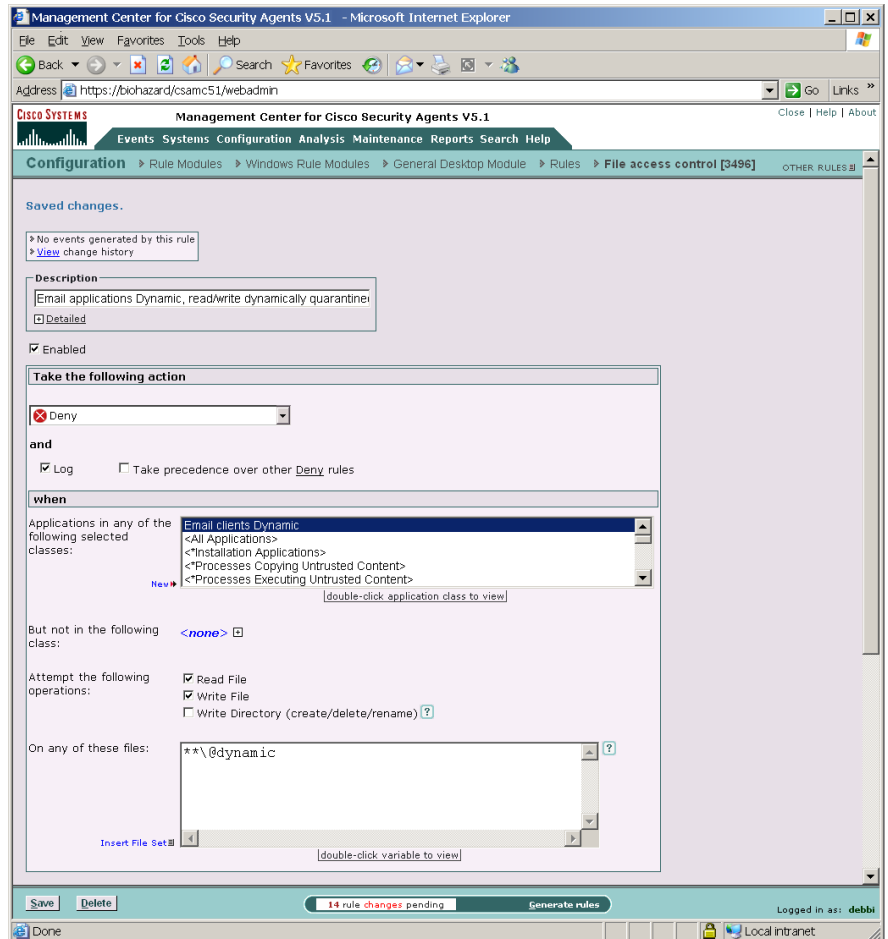 Management Center for Cisco Security Agents V5.1 - Microsoft Internet Explorer
File Edit View Favorites Tools Help
Back Search Favorites
Address https://biohazard/csamc51/webadmin Go Links »
CISCO SYSTEMS
Management Center for Cisco Security Agents V5.1
Close | Help | About
Events Systems Configuration Analysis Maintenance Reports Search Help
Configuration Rule Modules Windows Rule Modules General Desktop Module Rules File access control [3496] OTHER RULES
Saved changes.
No events generated by this rule
View change history
Description
Email applications Dynamic, read/write dynamically quarantine
Detailed
Enabled
Take the following action
Deny
and
Log Take precedence over other Deny rules
when
Applications in any of the following selected classes:
Email clients Dynamic
<All Applications>
<*Installation Applications>
<*Processes Copying Untrusted Content>
<*Processes Executing Untrusted Content>
New
double-click application class to view
But not in the following class:
<none>
Attempt the following operations:
Read File
Write File
Write Directory (create/delete/rename) ?
On any of these files:
**\@dynamic
?
Insert File Set
double-click variable to view
Save Delete 14 rule changes pending Generate rules Logged in as: debbi
Done Local intranet